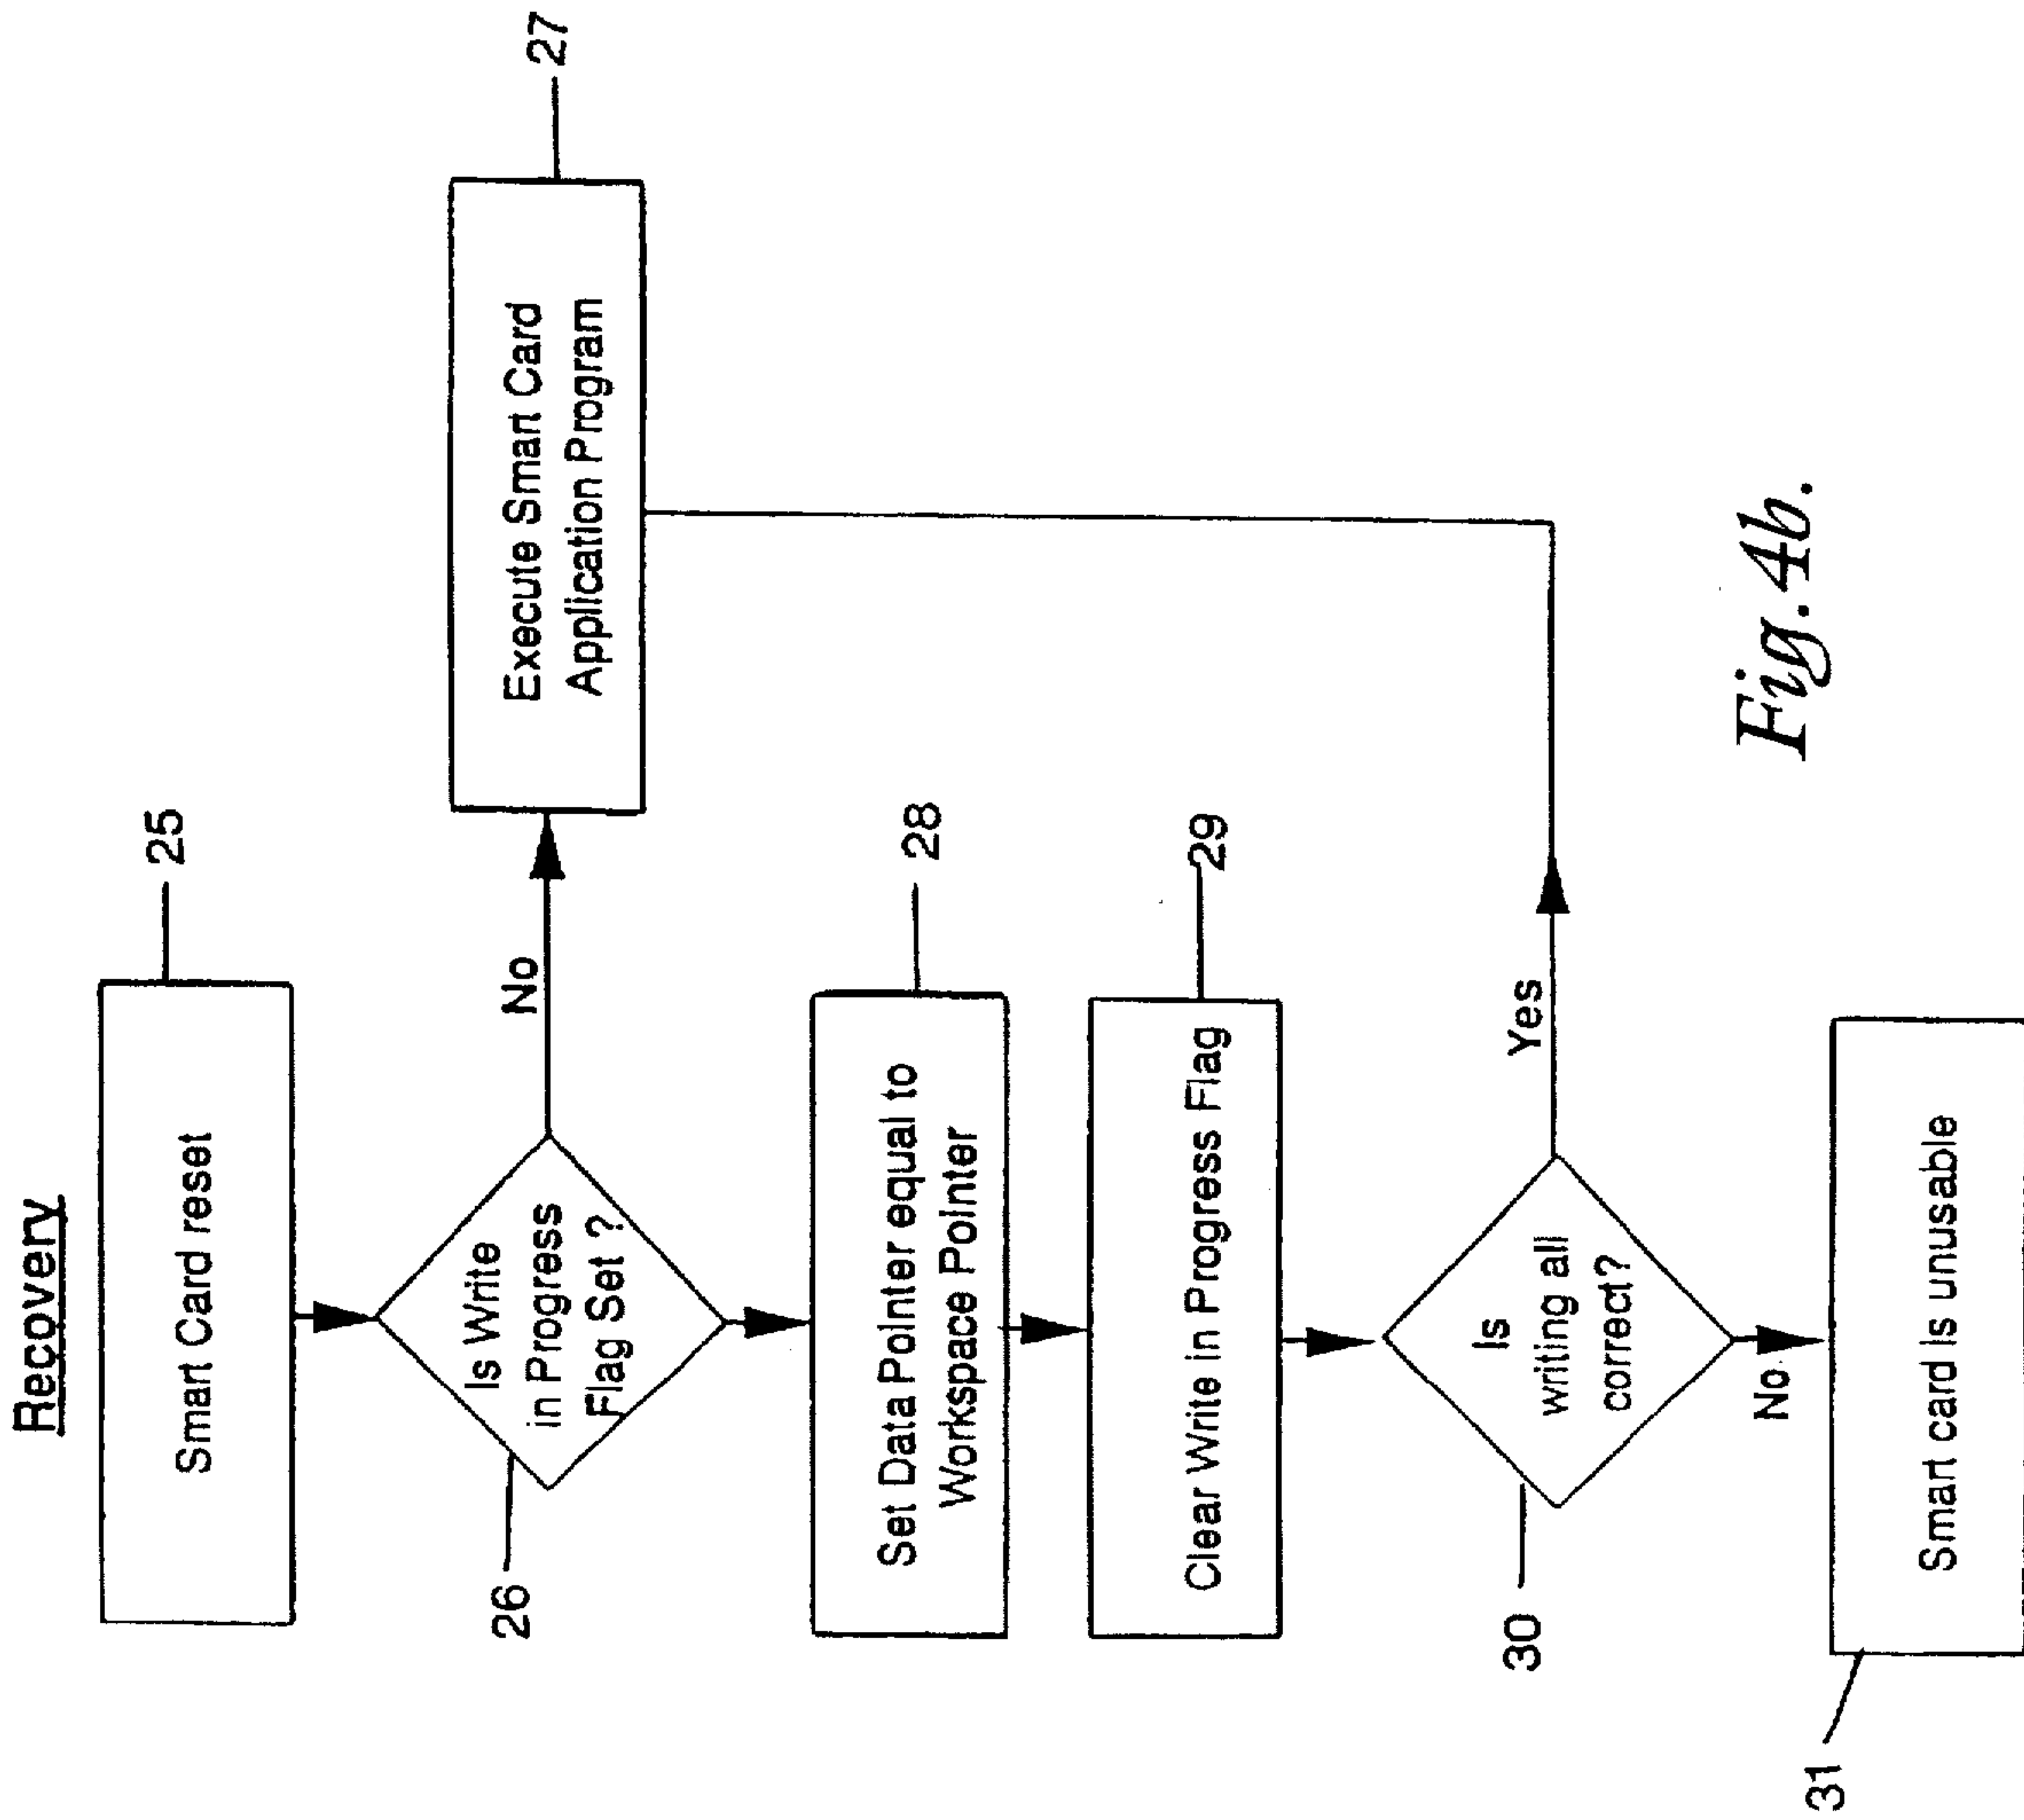 Recovery
Smart Card reset
25
Is Write
in Progress
Flag Set ?
26
No
Execute Smart Card
Application Program
27
Set Data Pointer equal to
Workspace Pointer
28
Clear Write in Progress Flag
29
Is
writing all
correct?
30
Yes
No
Smart card is unusable
31
Fig.4b.